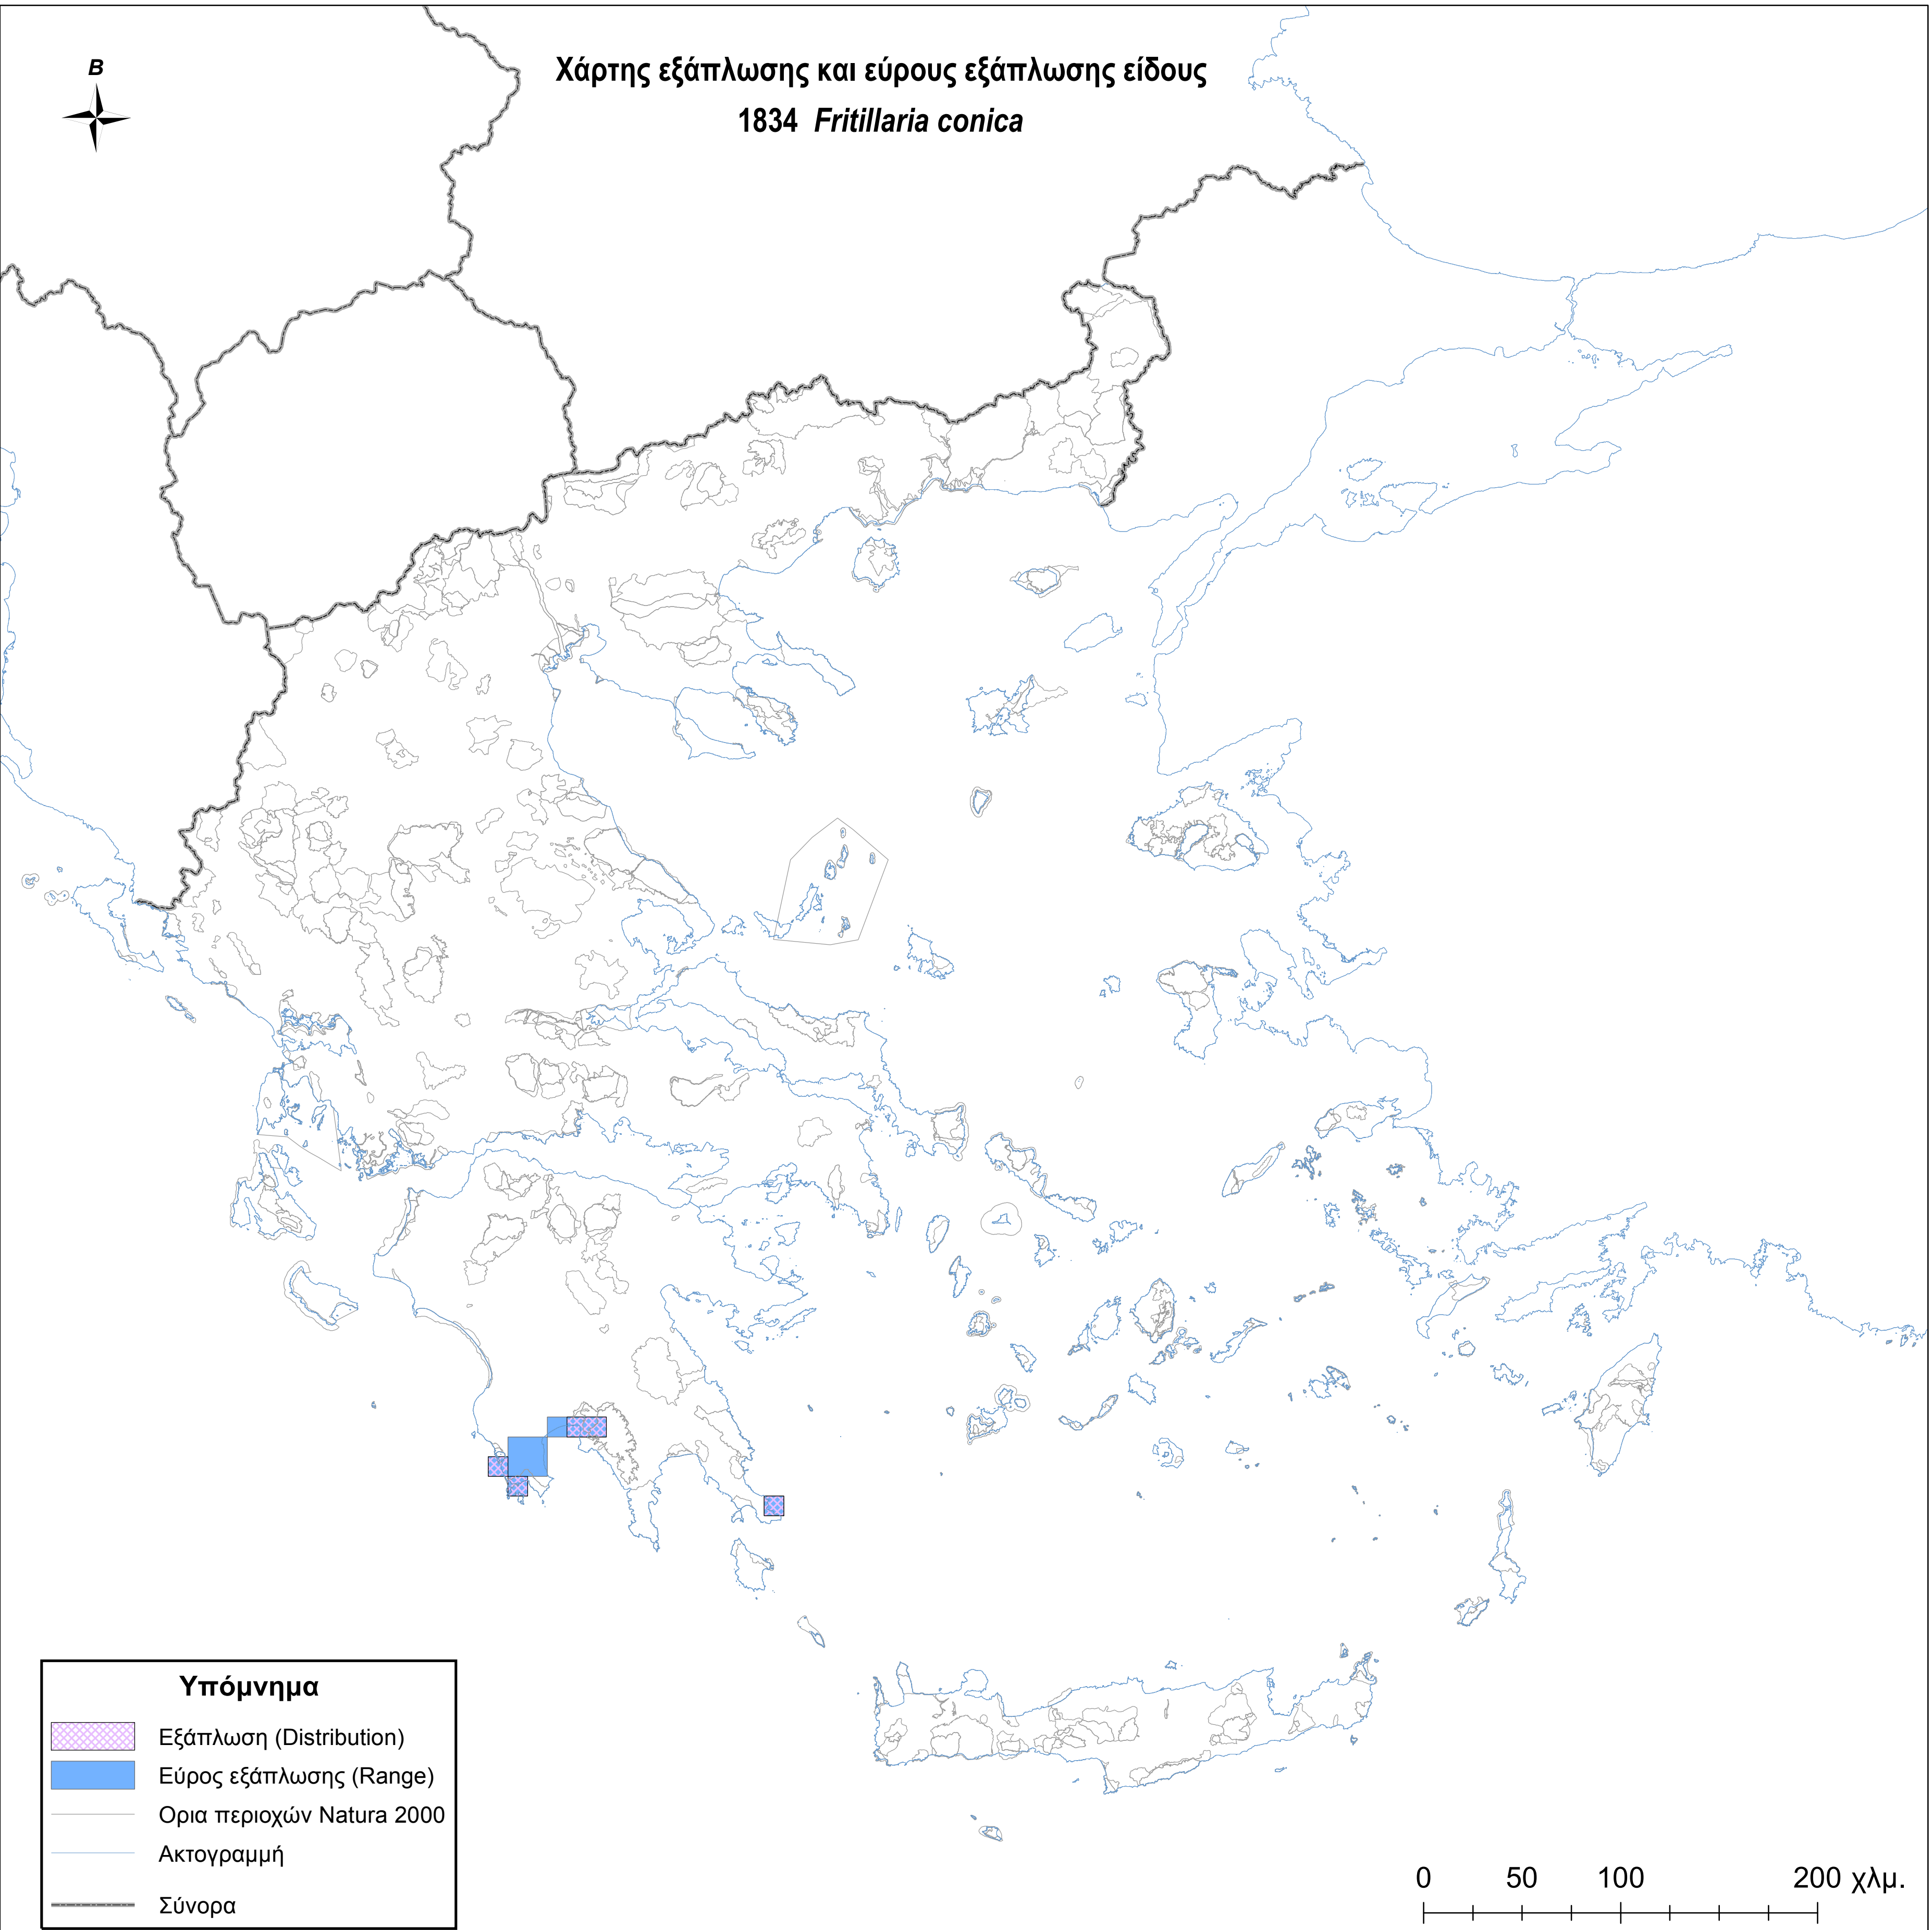 Χάρτης εξάπλωσης και εύρους εξάπλωσης είδους
1834 Fritillaria conica
Β
Υπόμνημα
Εξάπλωση (Distribution)
Εύρος εξάπλωσης (Range)
Ορια περιοχών Natura 2000
Ακτογραμμή
Σύνορα
0 50 100 200 χλμ.